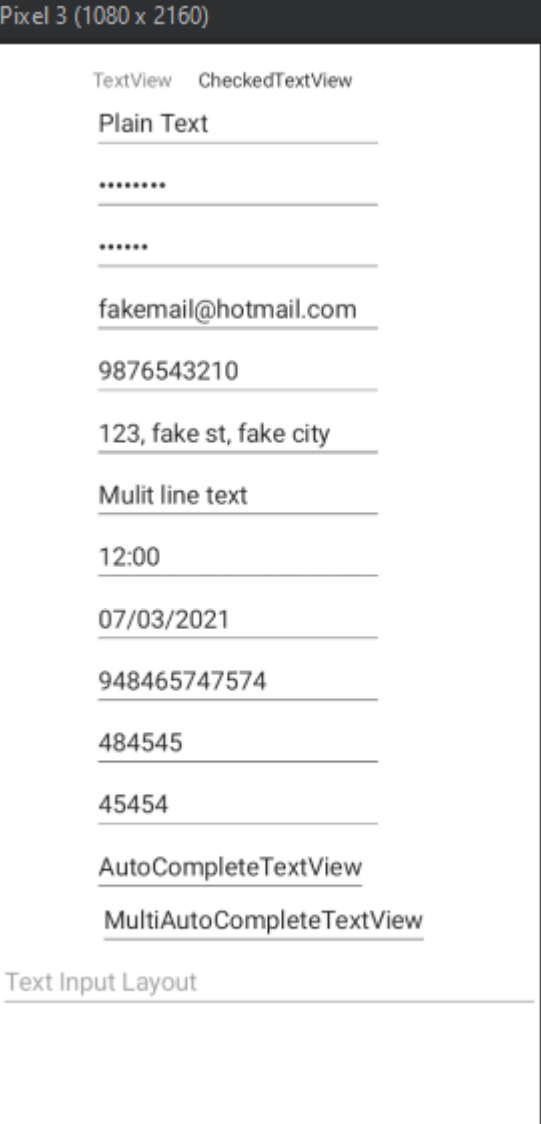 Pixel 3 (1080 x 2160)
TextView CheckedTextView
Plain Text
••••••••
••••••
fakemail@hotmail.com
9876543210
123, fake st, fake city
Mulit line text
12:00
07/03/2021
948465747574
484545
45454
AutoCompleteTextView
MultiAutoCompleteTextView
Text Input Layout